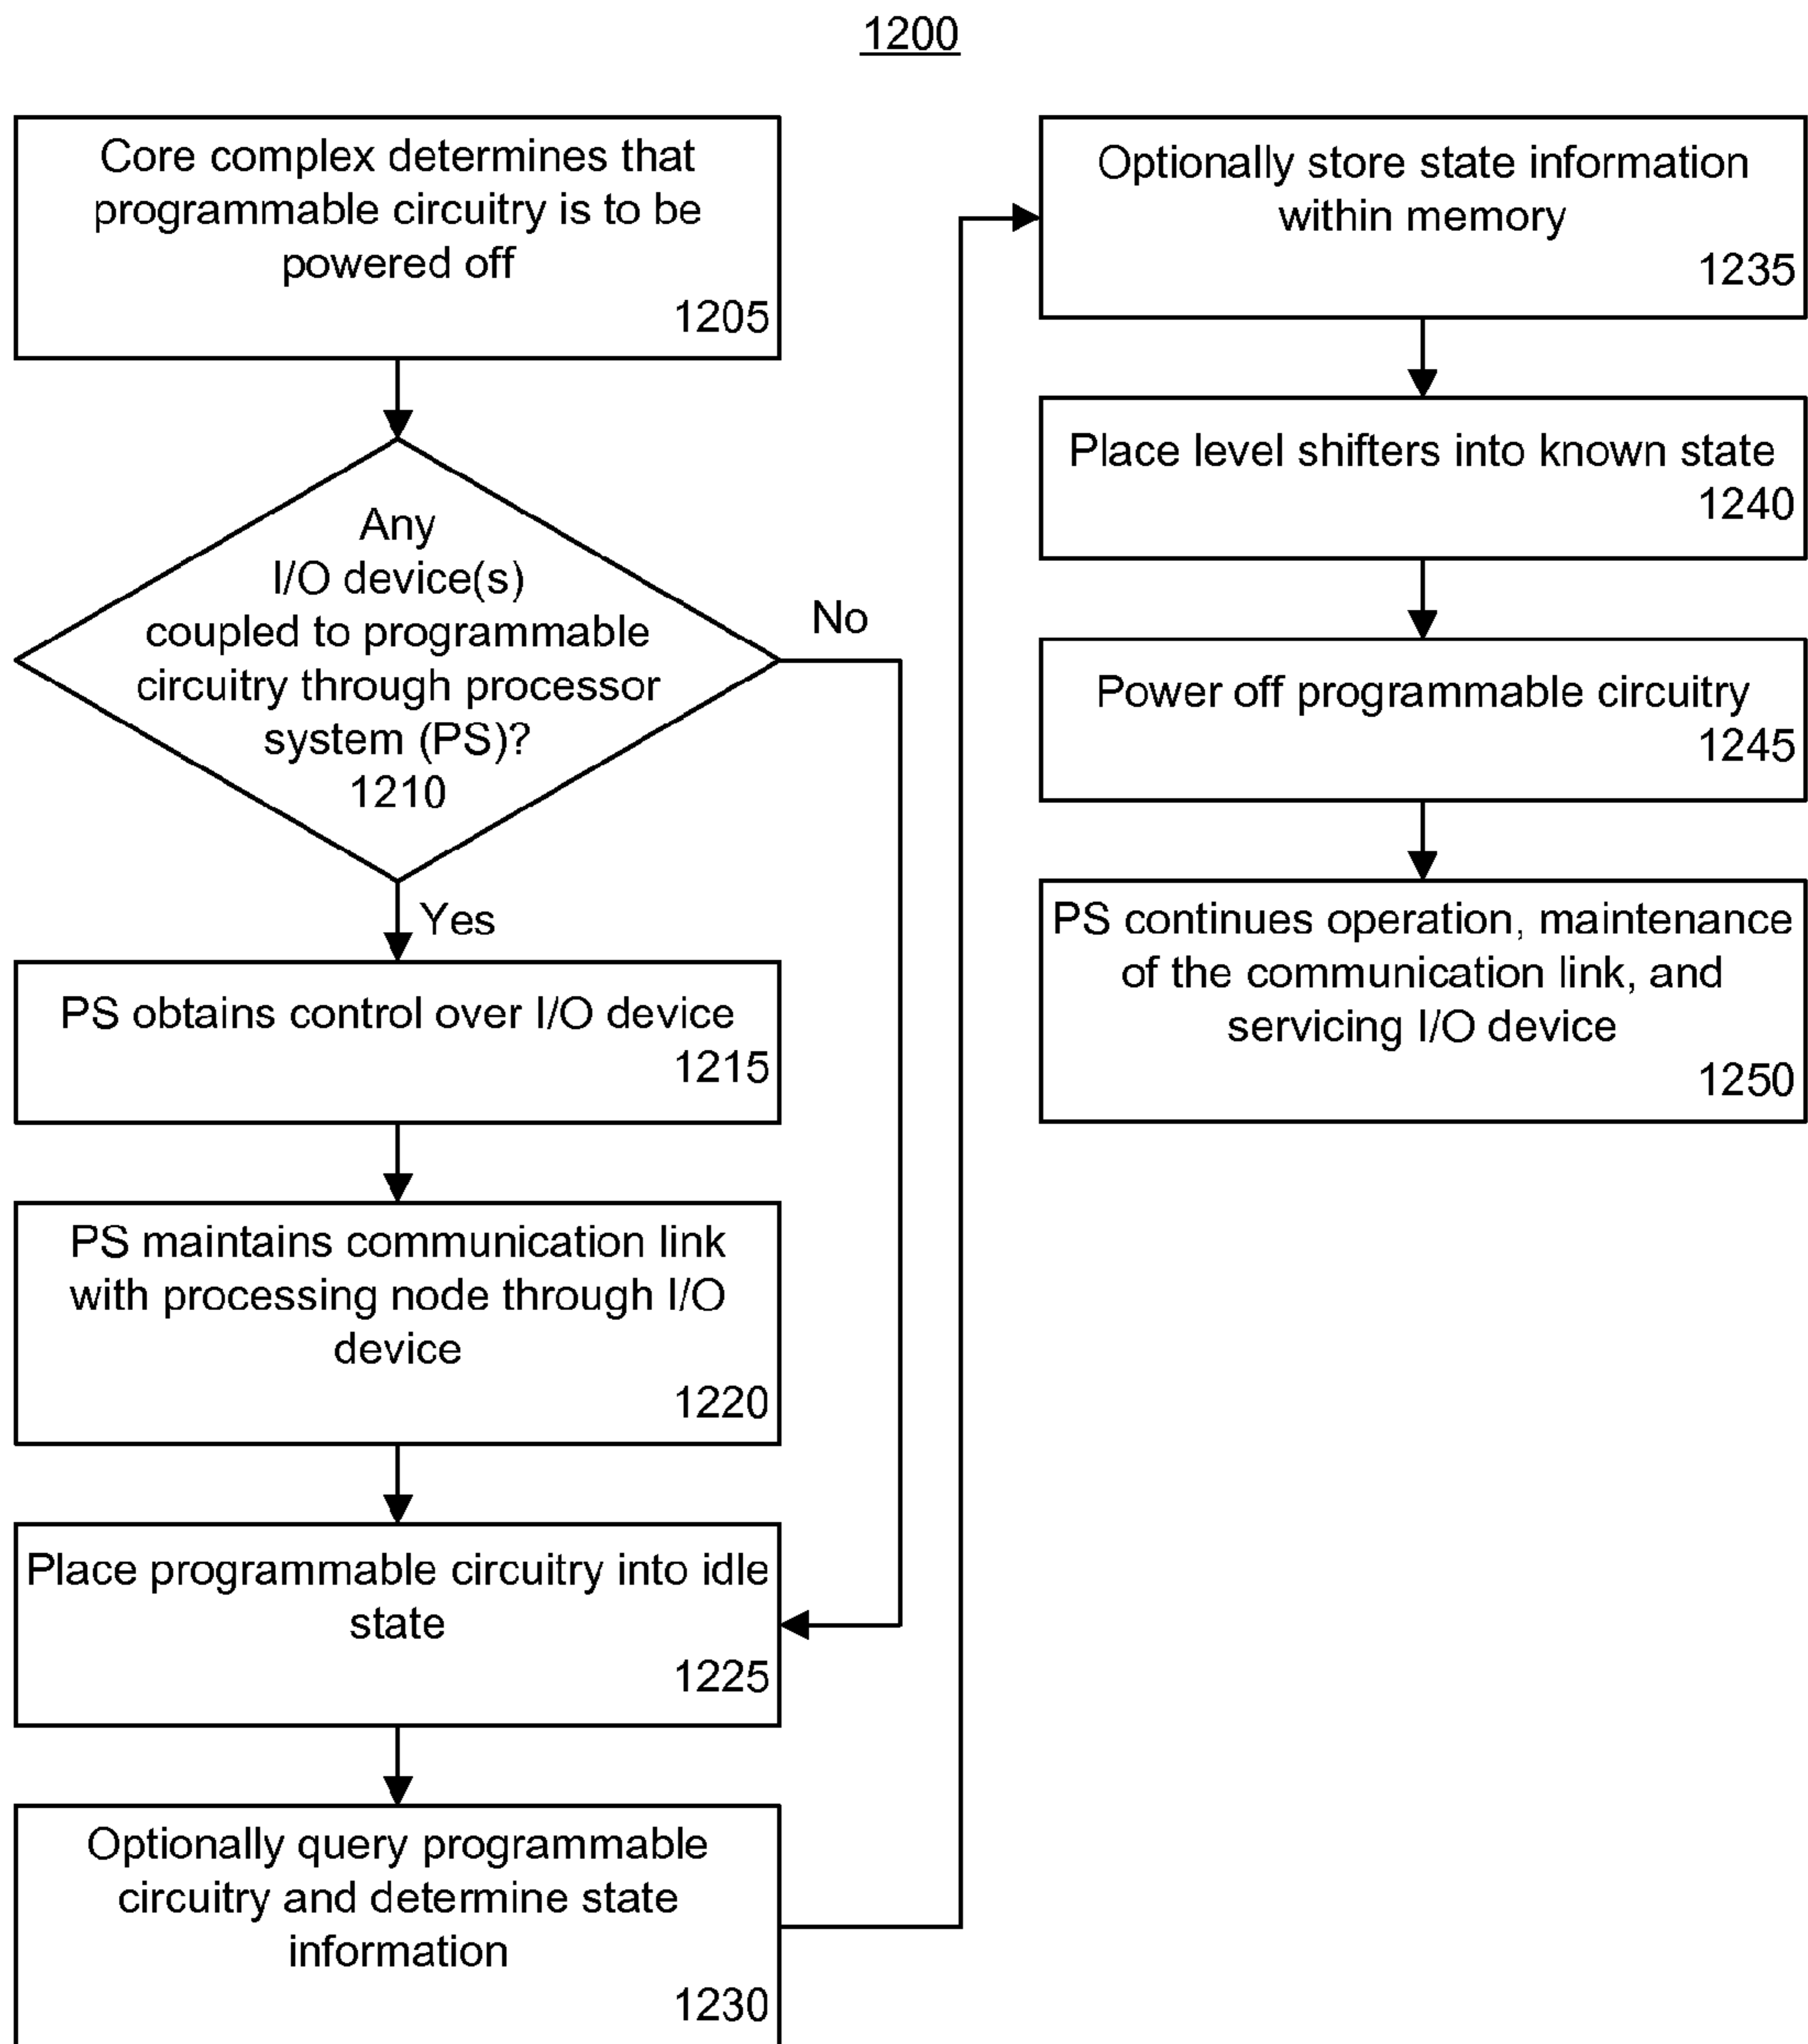 1200
Core complex determines that
programmable circuitry is to be
powered off
1205
Any
I/O device(s)
coupled to programmable
circuitry through processor
system (PS)?
1210
No
Yes
PS obtains control over I/O device
1215
PS maintains communication link
with processing node through I/O
device
1220
Place programmable circuitry into idle
state
1225
Optionally query programmable
circuitry and determine state
information
1230
Optionally store state information
within memory
1235
Place level shifters into known state
1240
Power off programmable circuitry
1245
PS continues operation, maintenance
of the communication link, and
servicing I/O device
1250